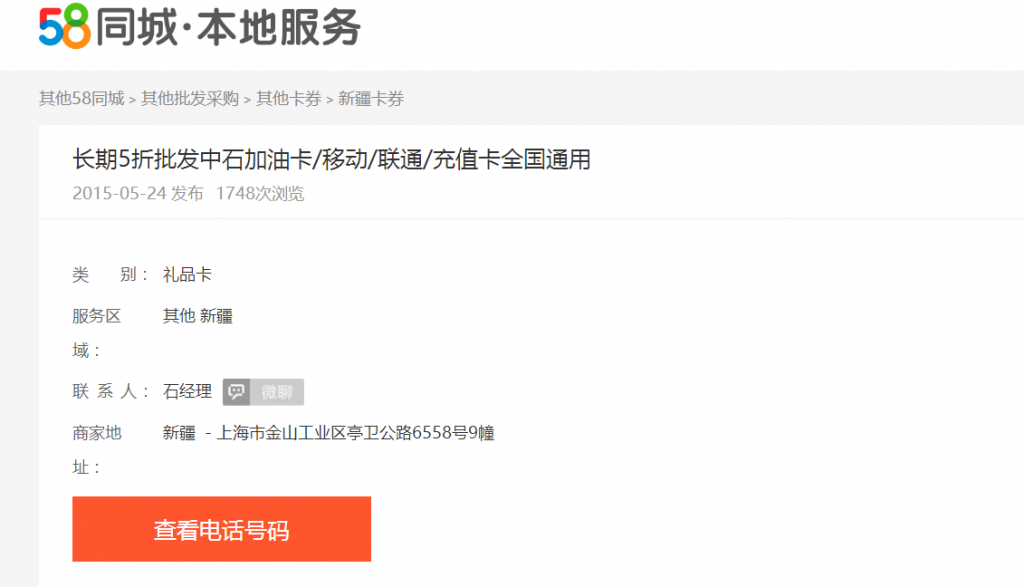 58同城·本地服务
其他58同城 > 其他批发采购 > 其他卡券 > 新疆卡券
长期5折批发中石加油卡/移动/联通/充值卡全国通用
2015-05-24 发布 1748次浏览
类 别： 礼品卡
服务区 其他 新疆
域：
联 系 人： 石经理 微聊
商家地 新疆 - 上海市金山工业区亭卫公路6558号9幢
址：
查看电话号码